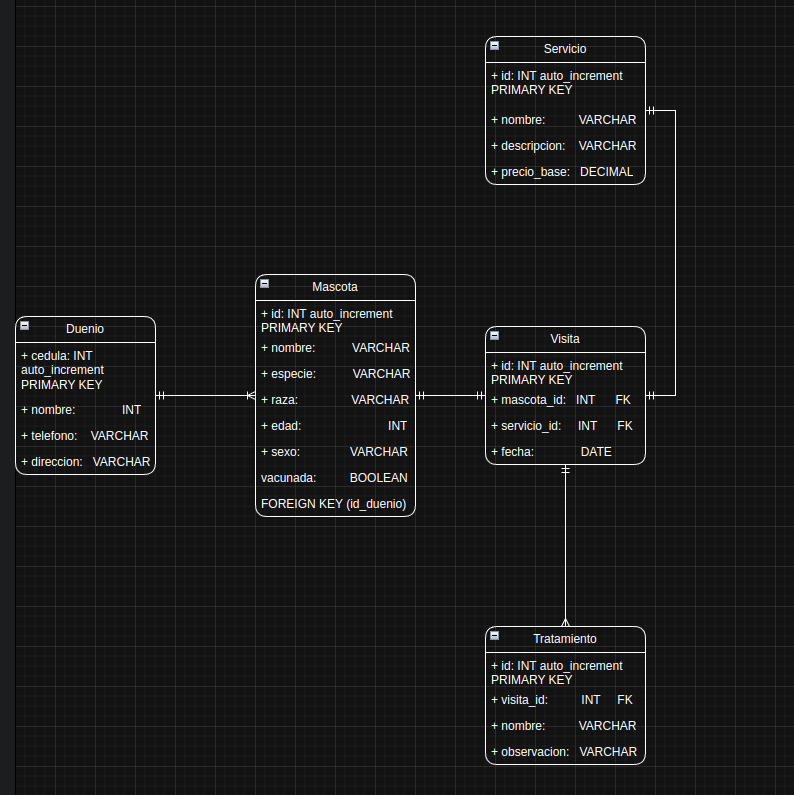 Servicio
+ id: INT auto_increment
PRIMARY KEY
+ nombre: VARCHAR
+ descripcion: VARCHAR
+ precio_base: DECIMAL
Mascota
+ id: INT auto_increment
PRIMARY KEY
+ nombre: VARCHAR
+ especie: VARCHAR
+ raza: VARCHAR
+ edad: INT
+ sexo: VARCHAR
vacunada: BOOLEAN
FOREIGN KEY (id_duenio)
Duenio
+ cedula: INT
auto_increment
PRIMARY KEY
+ nombre: INT
+ telefono: VARCHAR
+ direccion: VARCHAR
Visita
+ id: INT auto_increment
PRIMARY KEY
+ mascota_id: INT FK
+ servicio_id: INT FK
+ fecha: DATE
Tratamiento
+ id: INT auto_increment
PRIMARY KEY
+ visita_id: INT FK
+ nombre: VARCHAR
+ observacion: VARCHAR